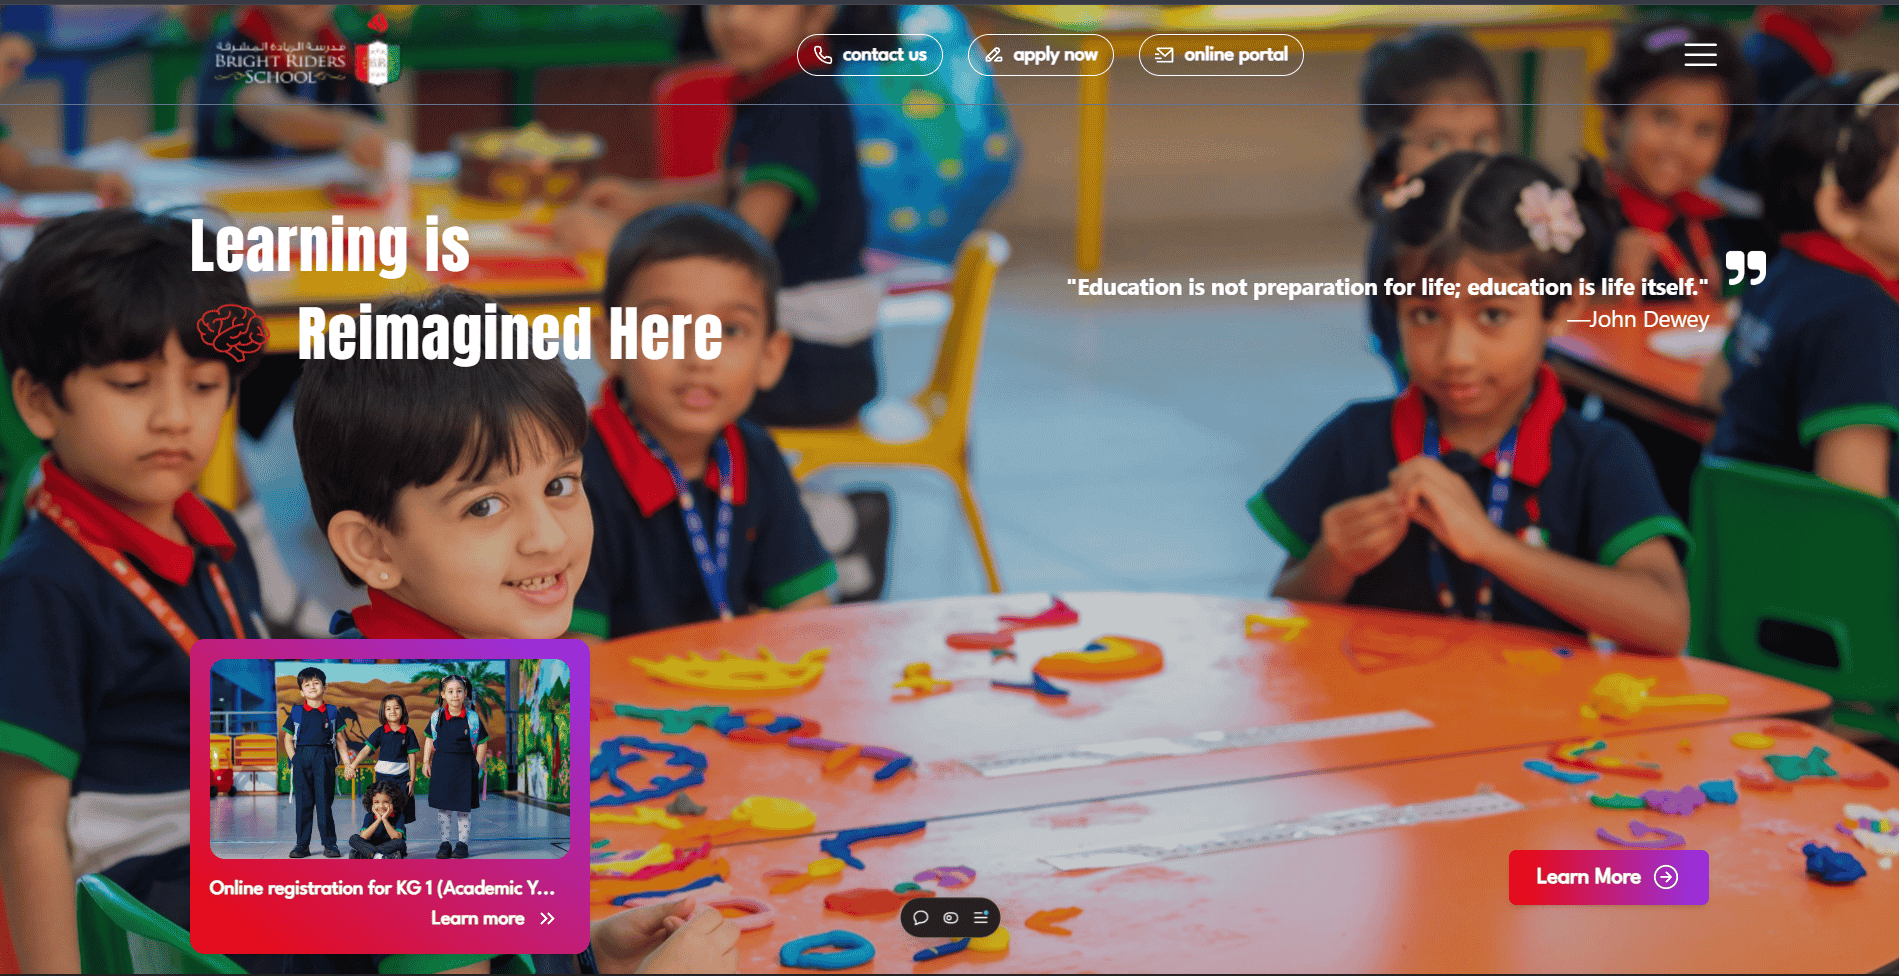 مدرسة الريادة المشرفة
BRIGHT RIDERS
SCHOOL
contact us
apply now
online portal
Learning is
Reimagined Here
"Education is not preparation for life; education is life itself."
—John Dewey
Online registration for KG 1 (Academic Y...
Learn more
Learn More